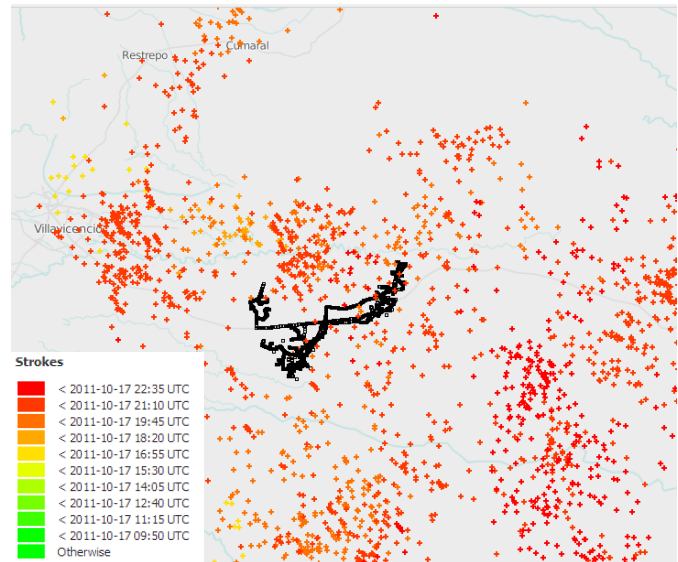 Cumaral
Restrepo
Villavicencio
Strokes
< 2011-10-17 22:35 UTC
< 2011-10-17 21:10 UTC
< 2011-10-17 19:45 UTC
< 2011-10-17 18:20 UTC
< 2011-10-17 16:55 UTC
< 2011-10-17 15:30 UTC
< 2011-10-17 14:05 UTC
< 2011-10-17 12:40 UTC
< 2011-10-17 11:15 UTC
< 2011-10-17 09:50 UTC
Otherwise